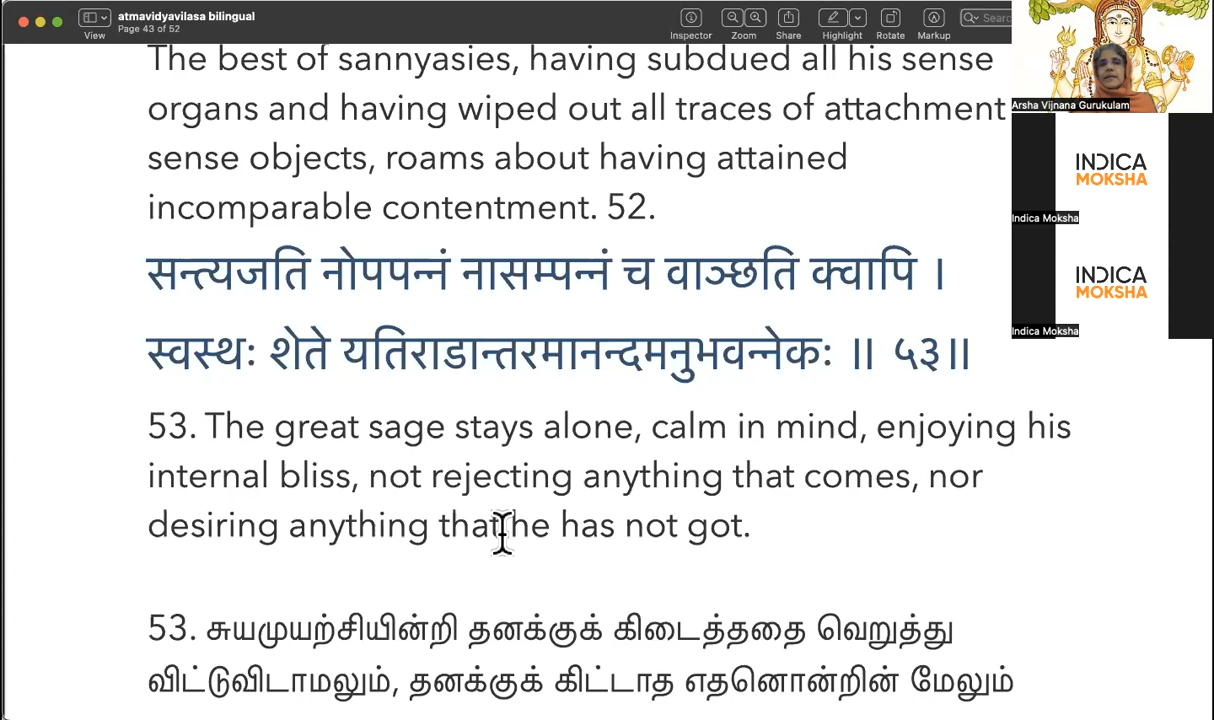 atmavidyavilasa bilingual
Page 43 of 52
View
Inspector
Zoom
Share
Highlight
Rotate
Markup
Search
The best of sannyasies, having subdued all his sense
organs and having wiped out all traces of attachment
sense objects, roams about having attained
incomparable contentment. 52.
सन्त्यजति नोपपन्नं नासम्पन्नं च वाञ्छति क्वापि ।
स्वस्थः शेते यतिराडान्तरमानन्दमनुभवन्नेकः ॥ ५३॥
53. The great sage stays alone, calm in mind, enjoying his
internal bliss, not rejecting anything that comes, nor
desiring anything that he has not got.
53. சுயமுயற்சியின்றி தனக்குக் கிடைத்ததை வெறுத்து
விட்டுவிடாமலும், தனக்குக் கிட்டாத எதனொன்றின் மேலும்
Arsha Vijnana Gurukulam
INDICA
MOKSHA
Indica Moksha
INDICA
MOKSHA
Indica Moksha